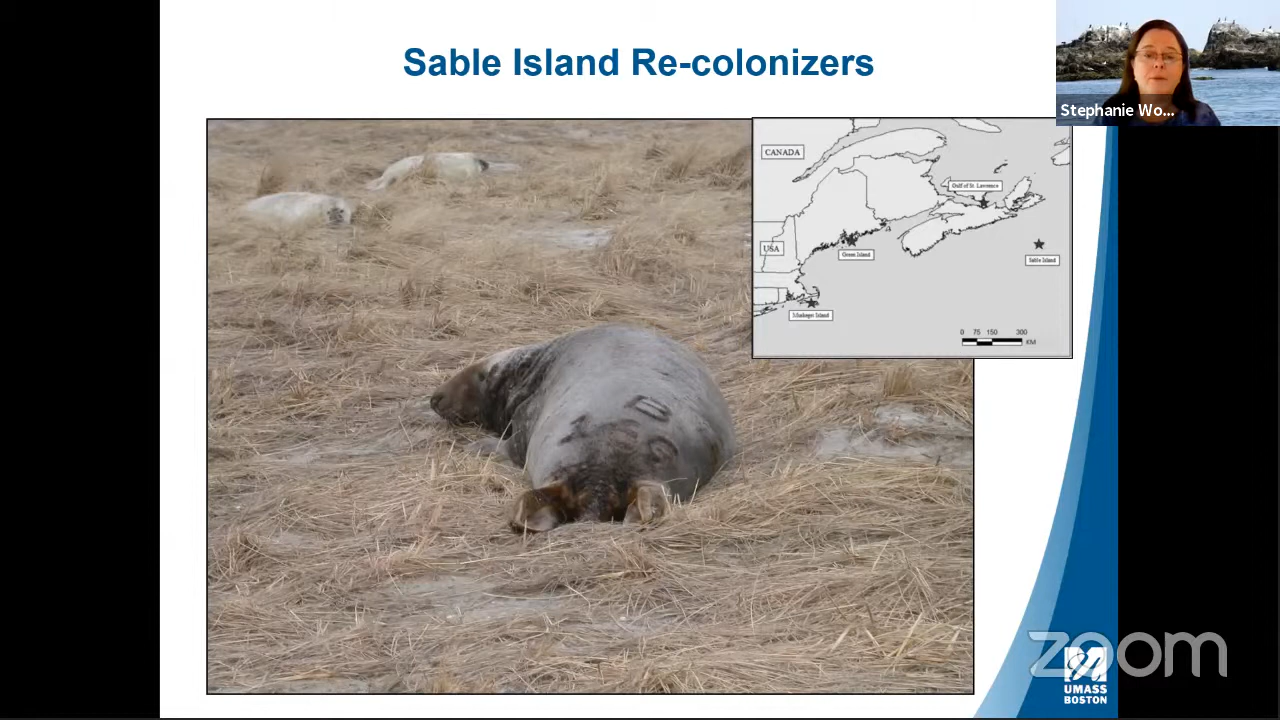 Sable Island Re-colonizers
Stephanie Wo...
CANADA
Gulf of St. Lawrence
USA
Green Island
Sable Island
Muskeget Island
0 75 150 300
KM
zoom
UMASS
BOSTON